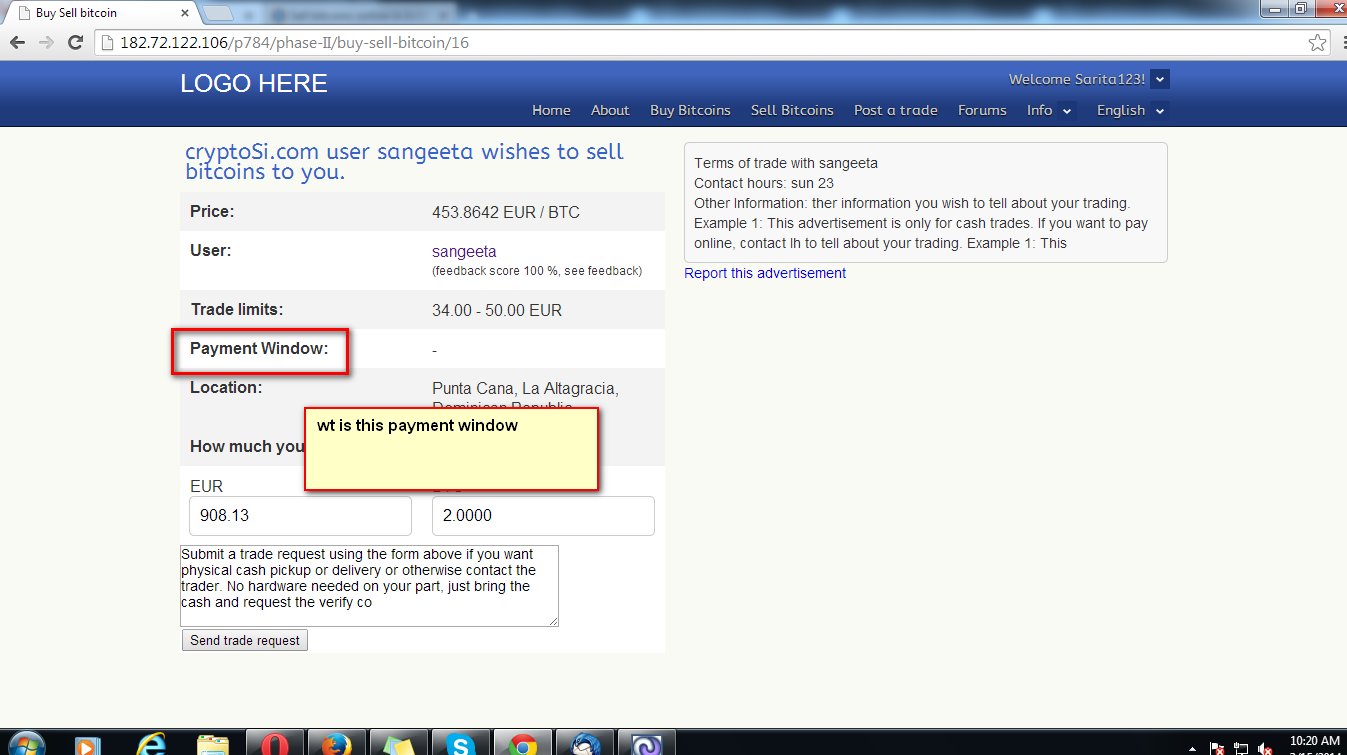 Buy Sell bitcoin
182.72.122.106/p784/phase-II/buy-sell-bitcoin/16
LOGO HERE
Welcome Sarita123!
Home About Buy Bitcoins Sell Bitcoins Post a trade Forums Info English
cryptoSi.com user sangeeta wishes to sell
bitcoins to you.
Price: 453.8642 EUR / BTC
User: sangeeta
(feedback score 100 %, see feedback)
Trade limits: 34.00 - 50.00 EUR
Payment Window: -
Location: Punta Cana, La Altagracia,
wt is this payment window
How much you
EUR
908.13 2.0000
Submit a trade request using the form above if you want
physical cash pickup or delivery or otherwise contact the
trader. No hardware needed on your part, just bring the
cash and request the verify co
Send trade request
Terms of trade with sangeeta
Contact hours: sun 23
Other Information: ther information you wish to tell about your trading.
Example 1: This advertisement is only for cash trades. If you want to pay
online, contact lh to tell about your trading. Example 1: This
Report this advertisement
10:20 AM